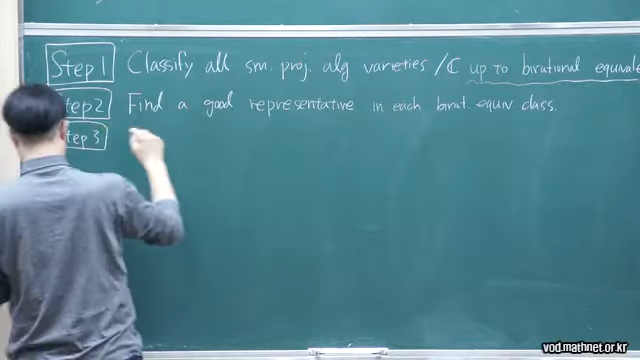 Step 1 Classify all sm. proj. alg varieties /ℂ up to birational equivale
tep 2 Find a good representative in each birat. equiv. class.
tep 3
vod.mathnet.or.kr